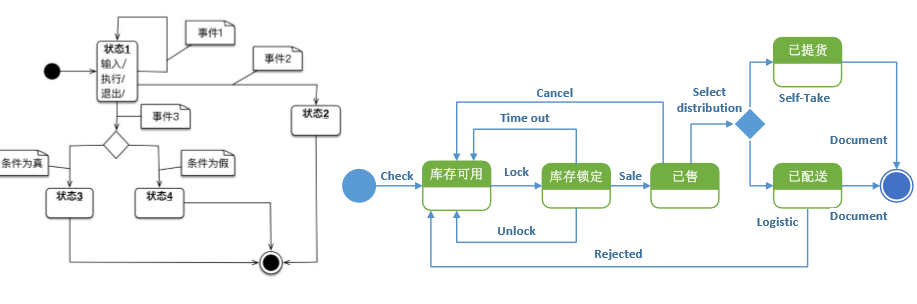 状态1
输入/
执行/
退出/
事件1
事件2
事件3
状态2
条件为真
条件为假
状态3
状态4
Check
库存可用
Cancel
Time out
Lock
Unlock
库存锁定
Sale
已售
Select
distribution
已提货
Self-Take
Document
已配送
Logistic
Document
Rejected